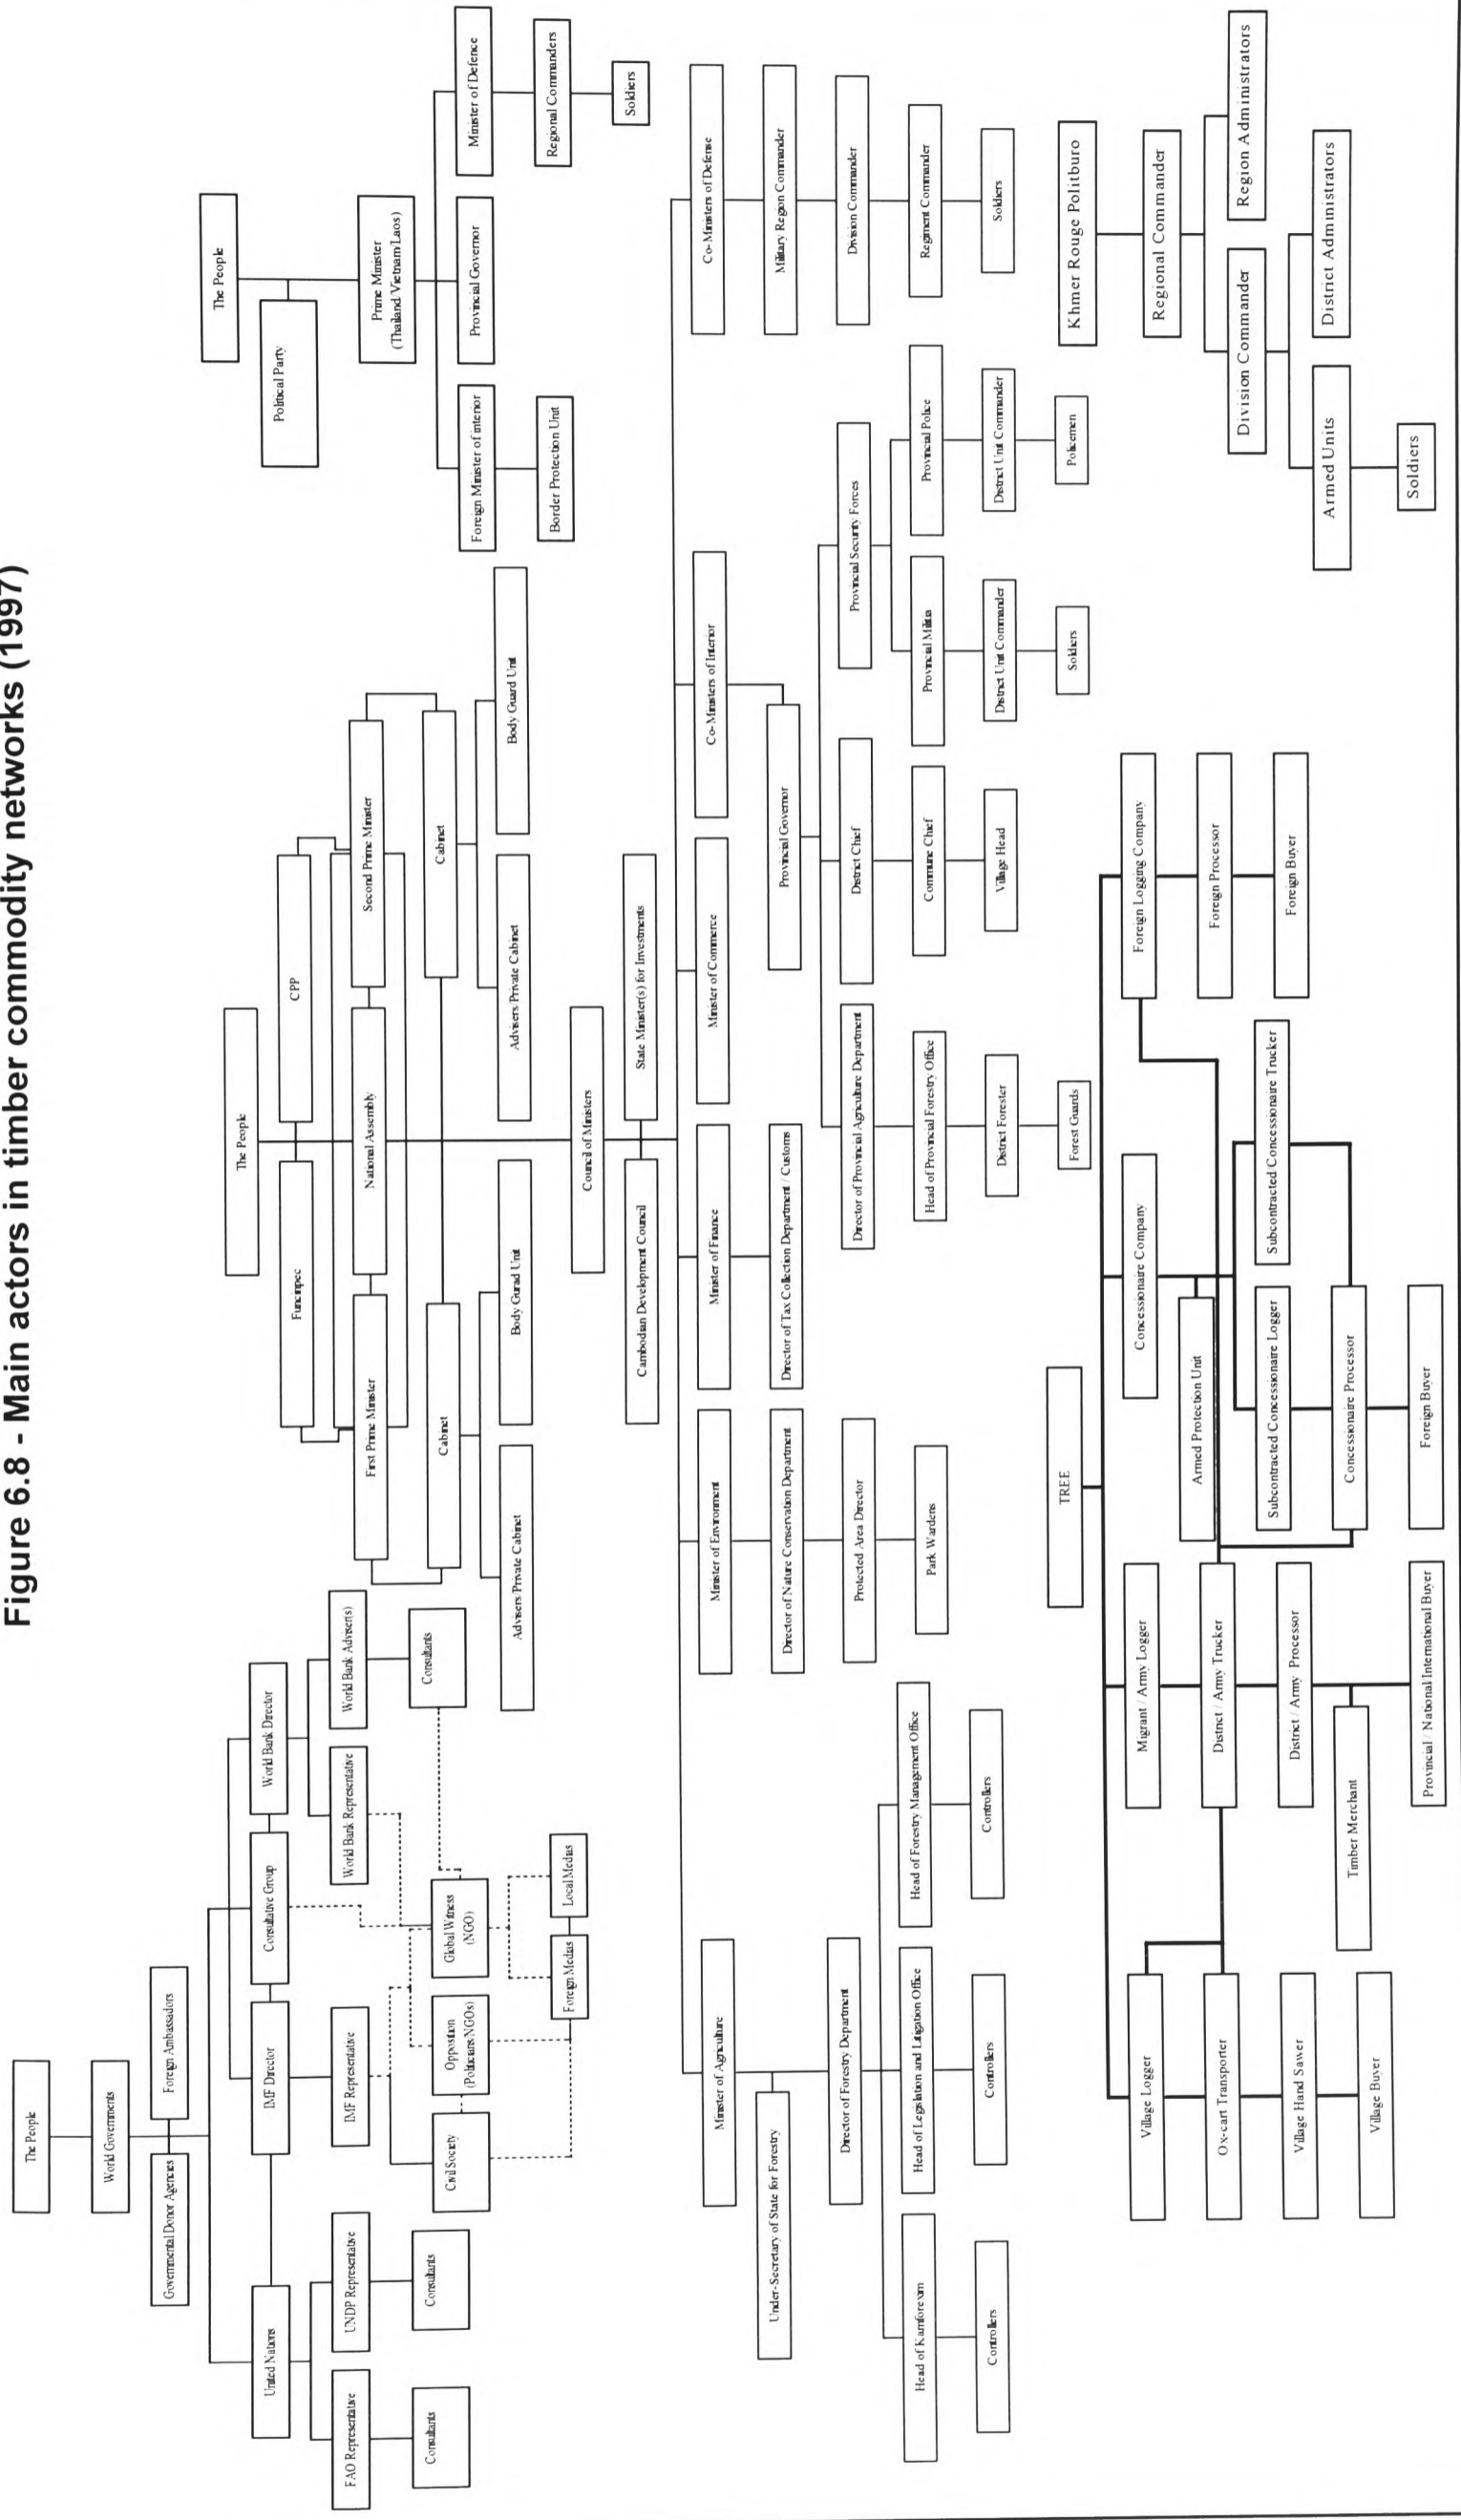 Figure 6.8 - Main actors in timber commodity networks (1997)
The People
World Governments
Governmental Donor Agencies
Foreign Ambassadors
United Nations
IMF Director
Consultative Group
World Bank Director
FAO Representative
UNDP Representative
IMF Representative
World Bank Representative
World Bank Adviser(s)
Consultants
Consultants
Civil Society
Opposition
(Politicians/NGOs)
Global Witness
(NGO)
Consultants
Foreign Medias
Local Medias
The People
Funcinpec
CPP
First Prime Minister
National Assembly
Second Prime Minister
Cabinet
Cabinet
Advisers/Private Cabinet
Body Gurad Unit
Advisers/Private Cabinet
Body Guard Unit
Council of Ministers
Cambodian Development Council
State Minister(s) for Investments
The People
Political Party
Prime Minister
(Thailand/Vietnam/Laos)
Foreign Minister of interior
Provincial Governor
Minister of Defence
Border Protection Unit
Regional Commanders
Soldiers
Minister of Agriculture
Minister of Environment
Minister of Finance
Minister of Commerce
Co-Ministers of Interior
Co-Ministers of Defense
Under-Secretary of State for Forestry
Director of Nature Conservation Department
Director of Tax Collection Department / Customs
Provincial Governor
Military Region Commander
Director of Forestry Department
Protected Area Director
Director of Provincial Agriculture Department
District Chief
Provincial Security Forces
Division Commander
Head of Kamforexim
Head of Legislation and Litigation Office
Head of Forestry Management Office
Park Wardens
Head of Provincial Forestry Office
Commune Chief
Provincial Militia
Provincial Police
Regiment Commander
Controllers
Controllers
Controllers
District Forester
Village Head
District Unit Commander
District Unit Commander
Soldiers
Forest Guards
Soldiers
Policemen
TREE
Village Logger
Migrant / Army Logger
Concessionaire Company
Foreign Logging Company
Armed Protection Unit
Ox-cart Transporter
District / Army Trucker
Foreign Processor
Subcontracted Concessionaire Logger
Subcontracted Concessionaire Trucker
Village Hand Sawer
District / Army Processor
Foreign Buyer
Timber Merchant
Concessionaire Processor
Village Buyer
Provincial / National/International Buyer
Foreign Buyer
Khmer Rouge Politburo
Regional Commander
Division Commander
Region Administrators
Armed Units
District Administrators
Soldiers